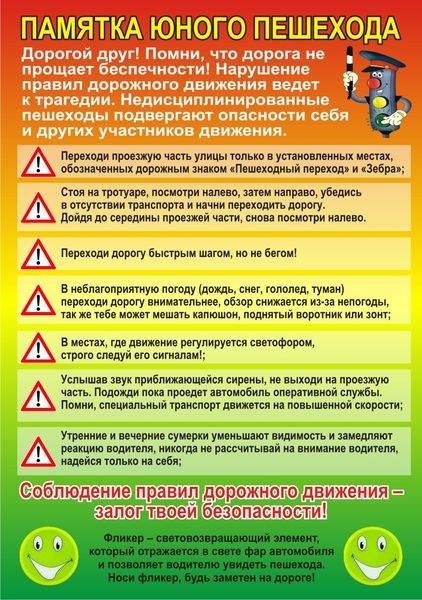 ПАМЯТКА ЮНОГО ПЕШЕХОДА
Дорогой друг! Помни, что дорога не
прощает беспечности! Нарушение
правил дорожного движения ведет
к трагедии. Недисциплинированные
пешеходы подвергают опасности себя
и других участников движения.
Переходи проезжую часть улицы только в установленных местах,
обозначенных дорожным знаком «Пешеходный переход» и «Зебра»;
Стоя на тротуаре, посмотри налево, затем направо, убедись
в отсутствии транспорта и начни переходить дорогу.
Дойдя до середины проезжей части, снова посмотри налево.
Переходи дорогу быстрым шагом, но не бегом!
В неблагоприятную погоду (дождь, снег, гололед, туман)
переходи дорогу внимательнее, обзор снижается из-за непогоды,
так же тебе может мешать капюшон, поднятый воротник или зонт;
В местах, где движение регулируется светофором,
строго следуй его сигналам!;
Услышав звук приближающейся сирены, не выходи на проезжую
часть. Подожди пока проедет автомобиль оперативной службы.
Помни, специальный транспорт движется на повышенной скорости;
Утренние и вечерние сумерки уменьшают видимость и замедляют
реакцию водителя, никогда не рассчитывай на внимание водителя,
надейся только на себя;
Соблюдение правил дорожного движения –
залог твоей безопасности!
Фликер – световозвращающий элемент,
который отражается в свете фар автомобиля
и позволяет водителю увидеть пешехода.
Носи фликер, будь заметен на дороге!